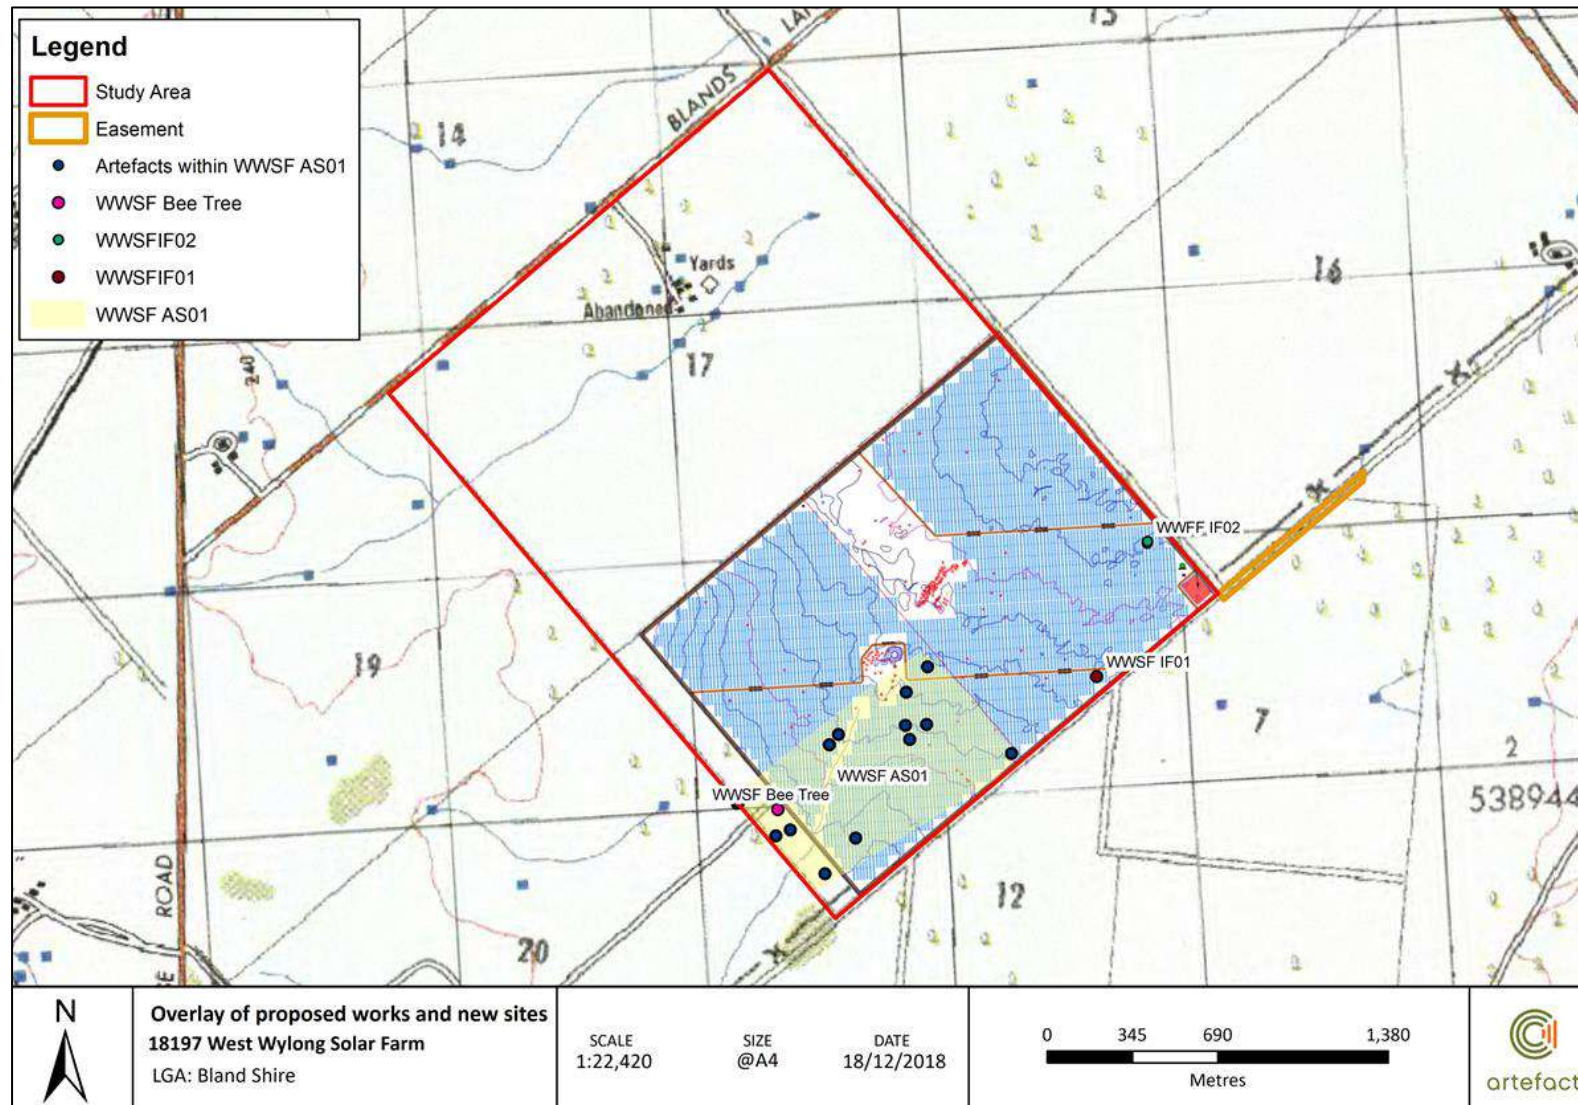 Legend
Study Area
Easement
Artefacts within WWSF AS01
WWSF Bee Tree
WWSFIF02
WWSFIF01
WWSF AS01
BLANDS
LAN
13
14
16
Yards
Abandoned
17
240
X
X
WWFF IF02
WWSF IF01
19
7
2
WWSF AS01
WWSF Bee Tree
538944
ROAD
12
20
X
N
Overlay of proposed works and new sites
18197 West Wylong Solar Farm
LGA: Bland Shire
SCALE
1:22,420
SIZE
@A4
DATE
18/12/2018
0 345 690 1,380
Metres
artefact